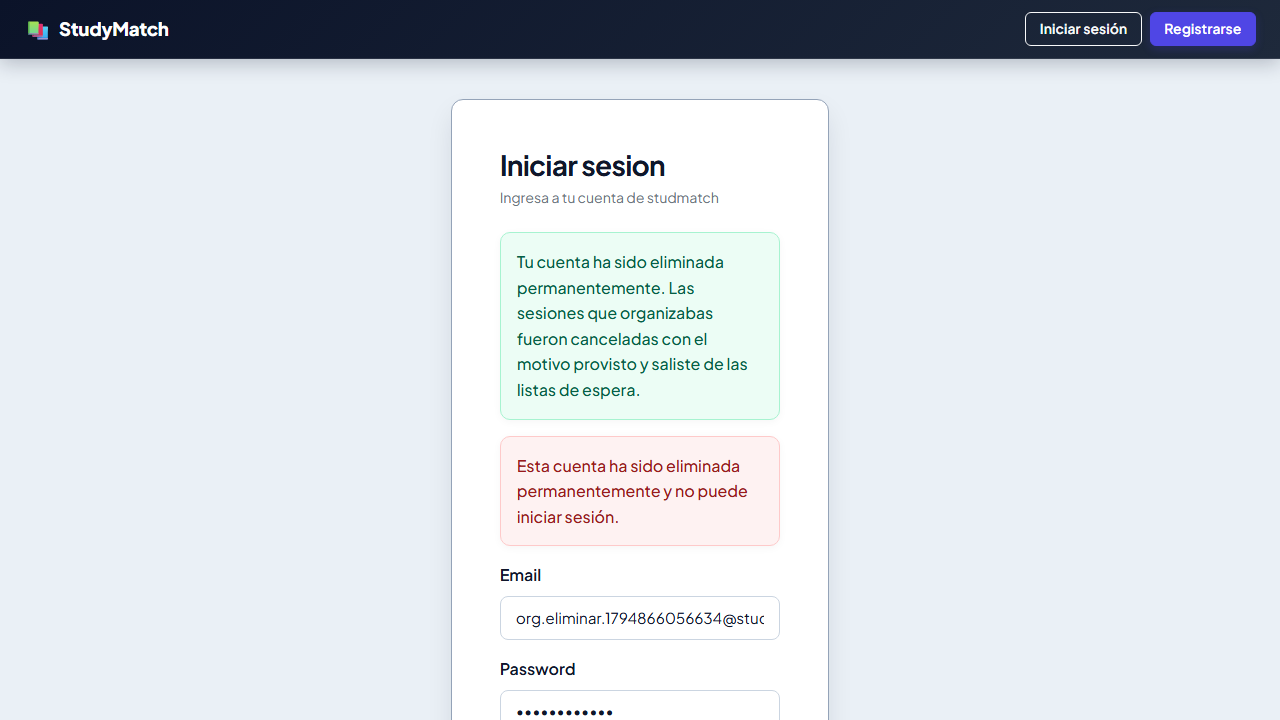 StudyMatch
Iniciar sesión
Registrarse
Iniciar sesion
Ingresa a tu cuenta de studmatch
Tu cuenta ha sido eliminada
permanentemente. Las
sesiones que organizabas
fueron canceladas con el
motivo provisto y saliste de las
listas de espera.
Esta cuenta ha sido eliminada
permanentemente y no puede
iniciar sesión.
Email
org.eliminar.1794866056634@stud
Password
••••••••••••